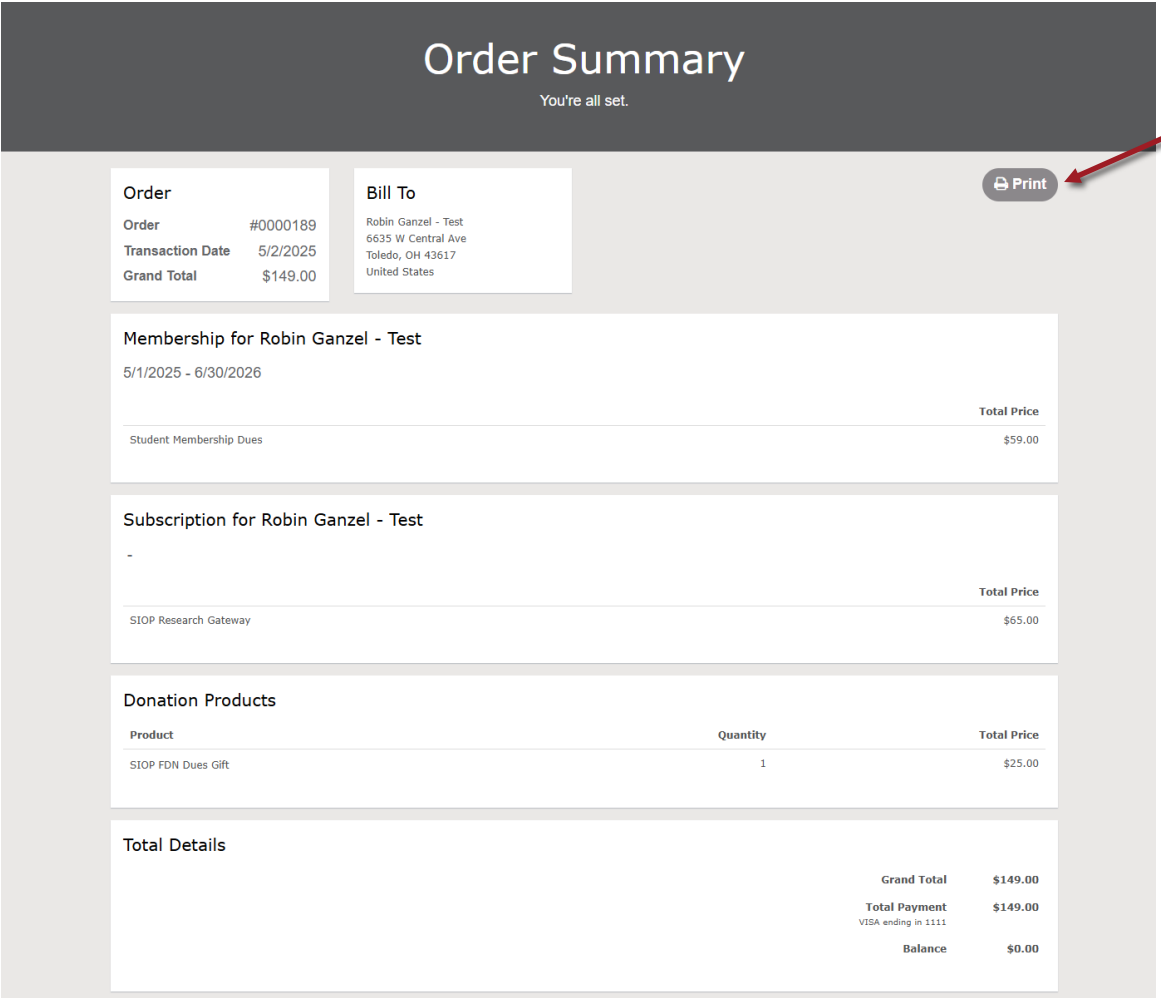 Order Summary
You're all set.
Print
Order
Order #0000189
Transaction Date 5/2/2025
Grand Total $149.00
Bill To
Robin Ganzel - Test
6635 W Central Ave
Toledo, OH 43617
United States
Membership for Robin Ganzel - Test
5/1/2025 - 6/30/2026
Total Price
Student Membership Dues $59.00
Subscription for Robin Ganzel - Test
-
Total Price
SIOP Research Gateway $65.00
Donation Products
Product Quantity Total Price
SIOP FDN Dues Gift 1 $25.00
Total Details
Grand Total $149.00
Total Payment $149.00
VISA ending in 1111
Balance $0.00